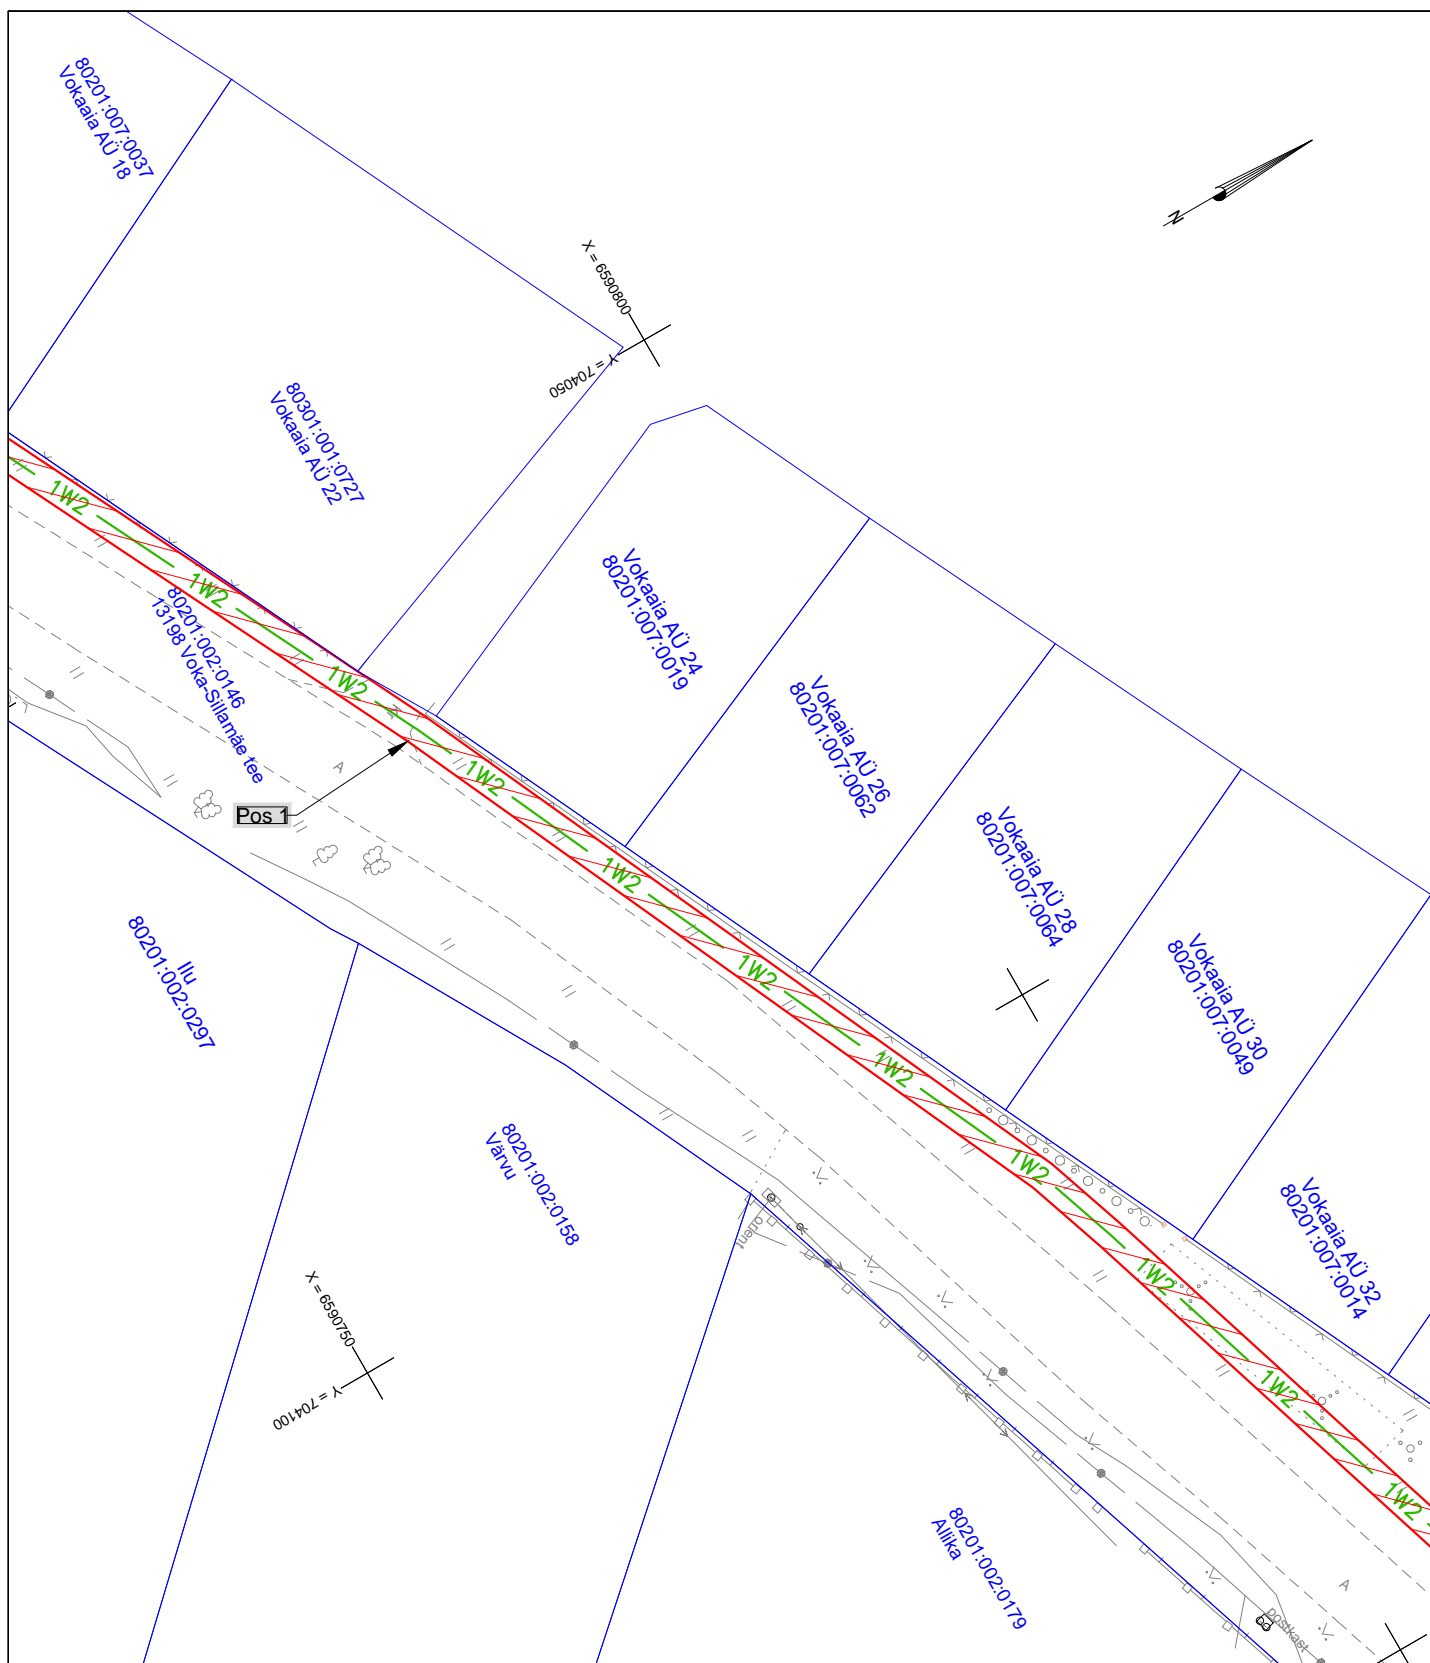 80201:007:0037
Vokaaia AÜ 18
N
X = 6590800
Y = 704050
80301:001:0727
Vokaaia AÜ 22
1W2
1W2
1W2
1W2
1W2
1W2
1W2
1W2
1W2
1W2
1W2
80201:002:0146
13198 Voka-Sillamäe tee
Vokaaia AÜ 24
80201:007:0019
Vokaaia AÜ 26
80201:007:0062
Vokaaia AÜ 28
80201:007:0064
Vokaaia AÜ 30
80201:007:0049
Vokaaia AÜ 32
80201:007:0014
A
Pos 1
Ilu
80201:002:0297
80201:002:0158
Värvu
orient
X = 6590750
Y = 704100
80201:002:0179
Allika
A
postkast